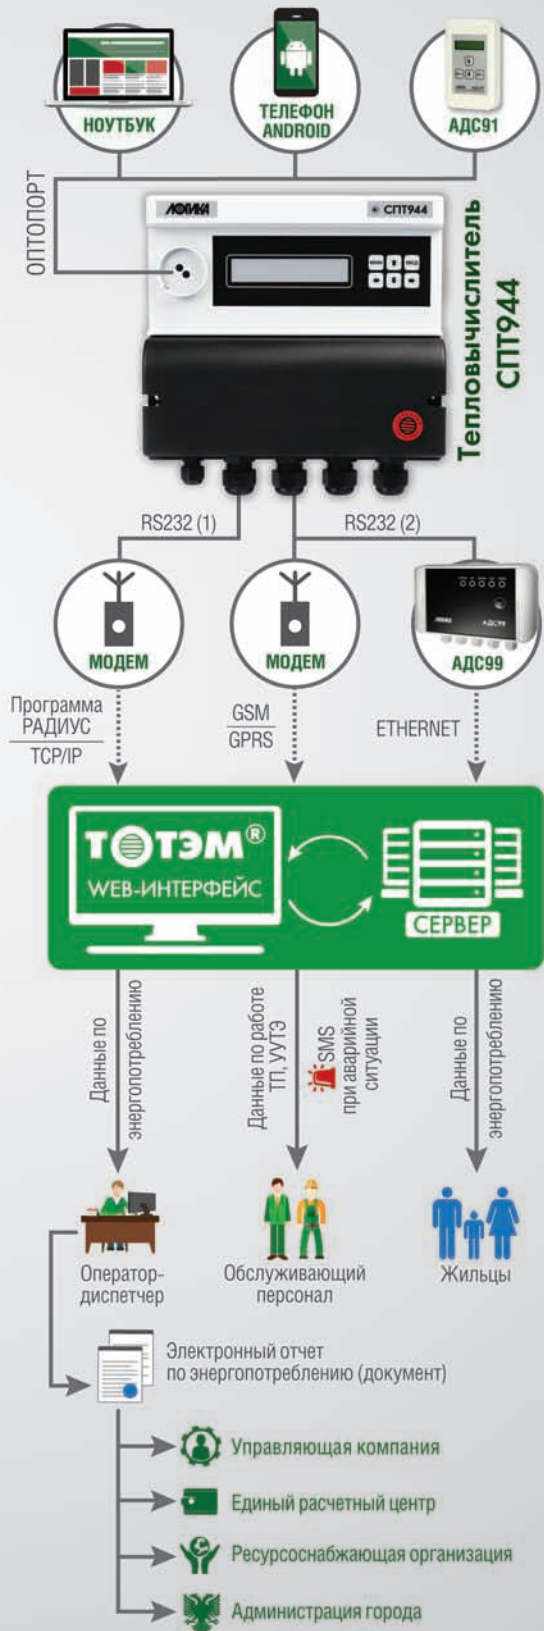 НОУТБУК
ТЕЛЕФОН
ANDROID
АДС91
ОПТОПОРТ
ЛОГИКА
СПТ944
Тепловычислитель
СПТ944
RS232 (1)
RS232 (2)
МОДЕМ
МОДЕМ
АДС99
АДС99
Программа
РАДИУС
TCP/IP
GSM
GPRS
ETHERNET
ТОТЭМ®
WEB-ИНТЕРФЕЙС
СЕРВЕР
Данные по
энергопотреблению
Данные по работе
ТП, УУТЭ
SMS
при аварийной
ситуации
Данные по
энергопотреблению
Оператор-
диспетчер
Обслуживающий
персонал
Жильцы
Электронный отчет
по энергопотреблению (документ)
Управляющая компания
Единый расчетный центр
Ресурсоснабжающая организация
Администрация города